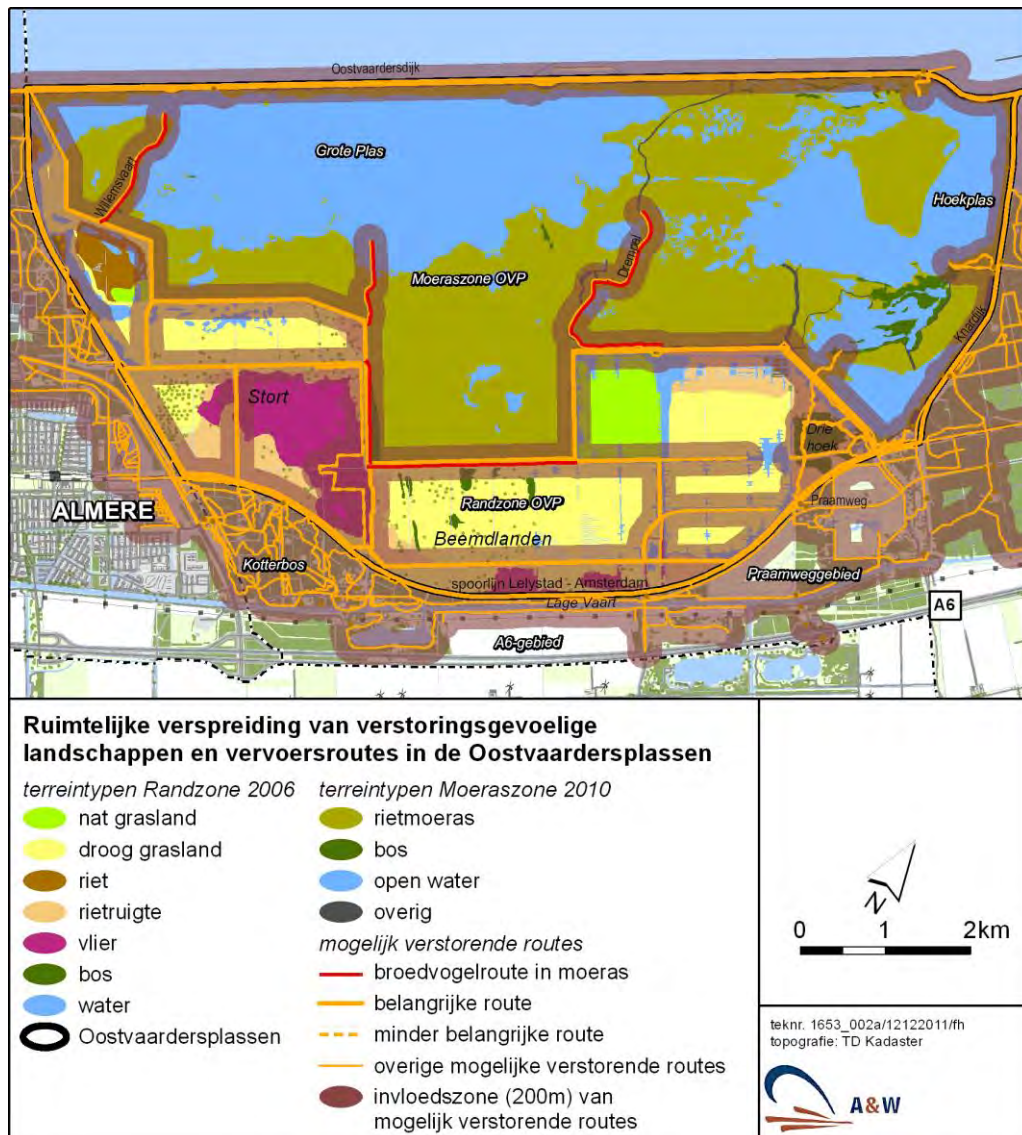 Oostvaardersdijk
Grote Plas
Willemsvaart
Hoekplas
Drempel
Moeraszone OVP
Knardijk
Stort
Drie
hoek
Randzone OVP
Praamweg
ALMERE
Beemdlanden
Kotterbos
spoorlijn Lelystad - Amsterdam
Praamweggebied
Lage Vaart
A6
A6-gebied
Ruimtelijke verspreiding van verstoringsgevoelige
landschappen en vervoersroutes in de Oostvaardersplassen
terreintypen Randzone 2006
nat grasland
droog grasland
riet
rietruigte
vlier
bos
water
Oostvaardersplassen
terreintypen Moeraszone 2010
rietmoeras
bos
open water
overig
mogelijk verstorende routes
broedvogelroute in moeras
belangrijke route
minder belangrijke route
overige mogelijke verstorende routes
invloedszone (200m) van
mogelijk verstorende routes
N
0 1 2km
teknr. 1653_002a/12122011/fh
topografie: TD Kadaster
A&W